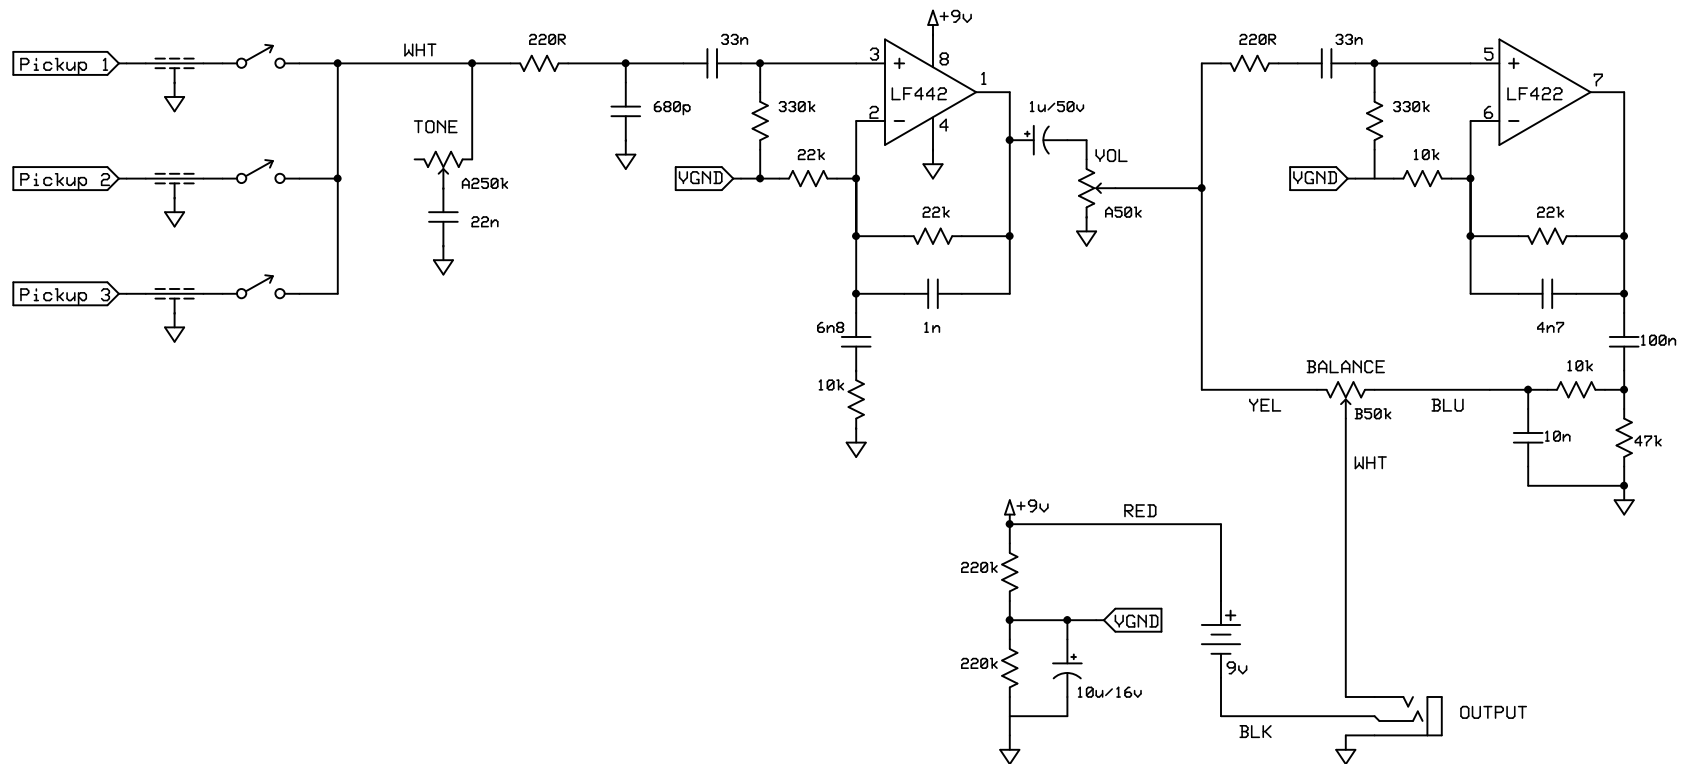 +9v
Pickup 1
WHT
220R
33n
3
8
1
+
LF442
2
-
4
680p
330k
TONE
A250k
22n
Pickup 2
VGND
22k
22k
1n
6n8
10k
1u/50v
+
VOL
A50k
Pickup 3
220R
33n
5
7
+
LF422
6
-
330k
VGND
10k
22k
4n7
100n
BALANCE
10k
YEL
B50k
BLU
10n
47k
WHT
+9v
RED
220k
VGND
220k
+
10u/16v
+
9v
BLK
OUTPUT